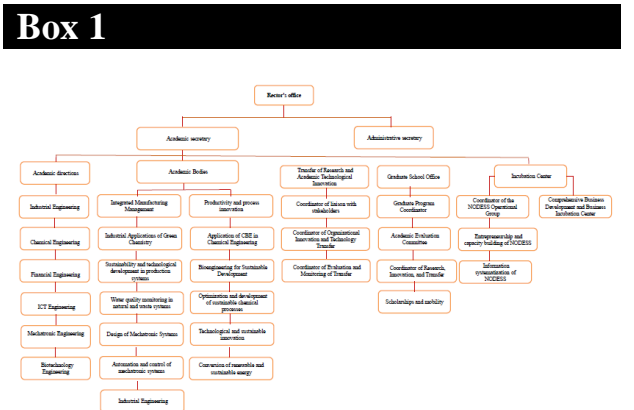 Box 1
Rector's office
Academic secretary
Administrative secretary
Academic directions
Academic Bodies
Transfer of Research and
Academic Technological
Innovation
Graduate School Office
Incubation Center
Industrial Engineering
Integrated Manufacturing
Management
Productivity and process
innovation
Coordinator of liaison with
stakeholders
Graduate Program
Coordinator
Coordinator of the
NODESS Operational
Group
Comprehensive Business
Development and Business
Incubation Center
Chemical Engineering
Industrial Applications of Green
Chemistry
Application of CBE in
Chemical Engineering
Coordinator of Organizational
Innovation and Technology
Transfer
Academic Evaluation
Committee
Entrepreneurship and
capacity building of NODESS
Financial Engineering
Sustainability and technological
development in production
systems
Bioengineering for Sustainable
Development
Coordinator of Evaluation and
Monitoring of Transfer
Coordinator of Research,
Innovation, and Transfer
Information
systematization of
NODESS
ICT Engineering
Water quality monitoring in
natural and waste systems
Optimization and development
of sustainable chemical
processes
Scholarships and mobility
Mechatronic Engineering
Design of Mechatronic Systems
Technological and sustainable
innovation
Biotechnology
Engineering
Automation and control of
mechatronic systems
Conversion of renewable and
sustainable energy
Industrial Engineering